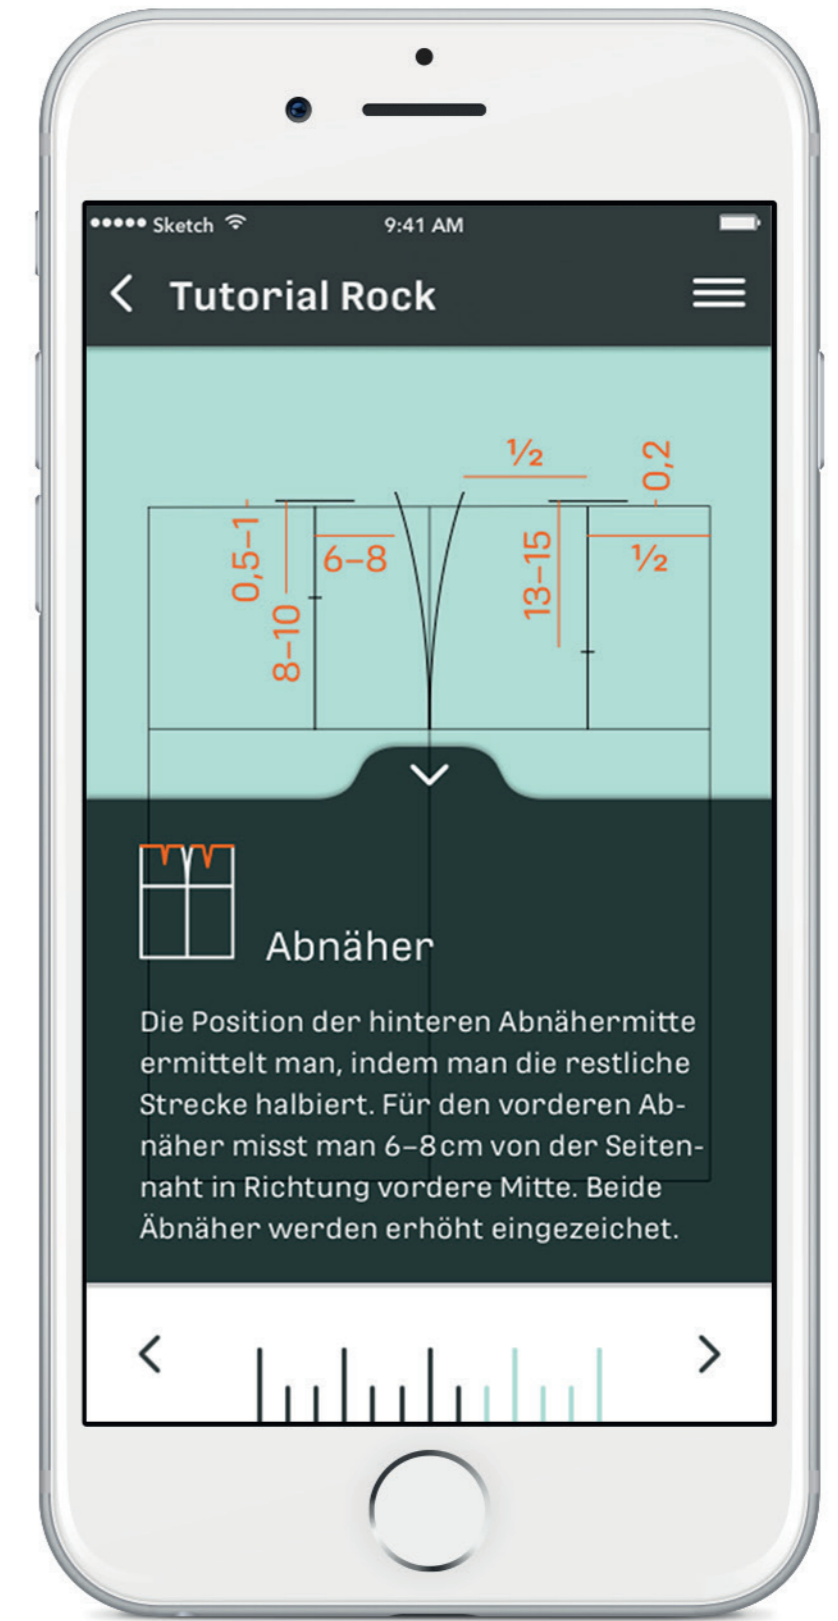 Sketch
9:41 AM
Tutorial Rock
½
0,2
0,5–1
6–8
8–10
13–15
½
Abnäher
Die Position der hinteren Abnähermitte
ermittelt man, indem man die restliche
Strecke halbiert. Für den vorderen Ab-
näher misst man 6–8 cm von der Seiten-
naht in Richtung vordere Mitte. Beide
Äbnäher werden erhöht eingezeichet.